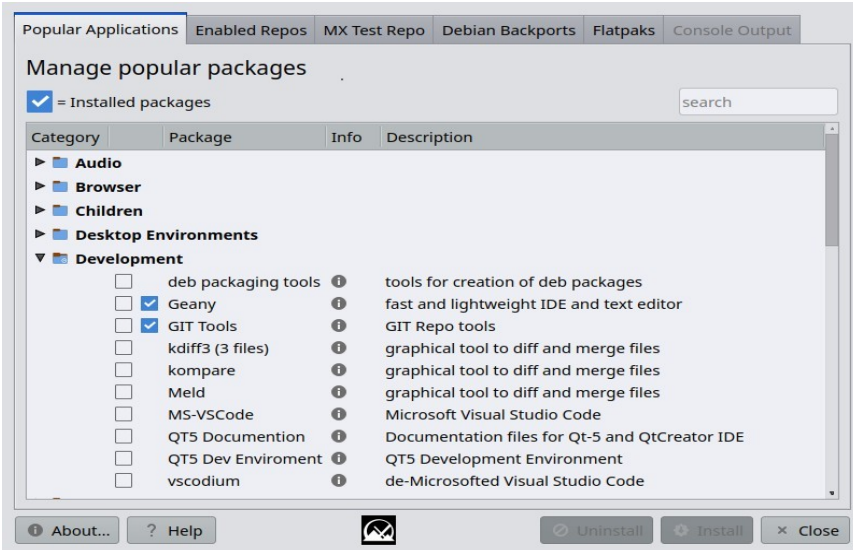 Popular Applications Enabled Repos MX Test Repo Debian Backports Flatpaks Console Output
Manage popular packages
= Installed packages search
Category Package Info Description
Audio
Browser
Children
Desktop Environments
Development
deb packaging tools tools for creation of deb packages
Geany fast and lightweight IDE and text editor
GIT Tools GIT Repo tools
kdiff3 (3 files) graphical tool to diff and merge files
kompare graphical tool to diff and merge files
Meld graphical tool to diff and merge files
MS-VSCode Microsoft Visual Studio Code
QT5 Documention Documentation files for Qt-5 and QtCreator IDE
QT5 Dev Enviroment QT5 Development Environment
vscodium de-Microsofted Visual Studio Code
About... ? Help Uninstall Install × Close